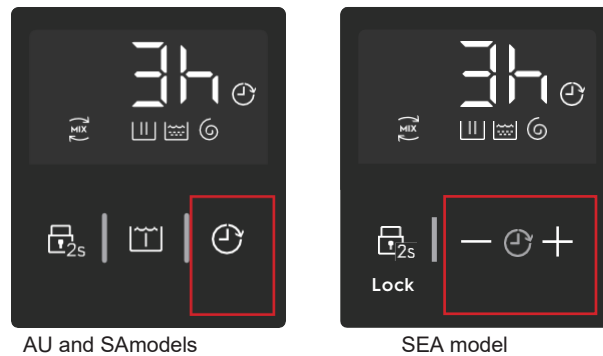 3h
MIX
2s
AU and SAmodels
3h
MIX
2s
Lock
SEA model